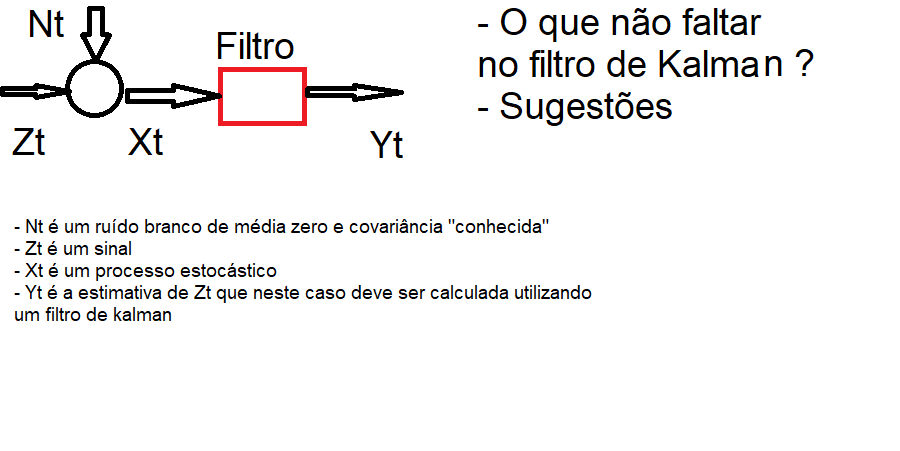 Nt
Filtro
Zt
Xt
Yt
- O que não faltar
no filtro de Kalman ?
- Sugestões
- Nt é um ruído branco de média zero e covariância "conhecida"
- Zt é um sinal
- Xt é um processo estocástico
- Yt é a estimativa de Zt que neste caso deve ser calculada utilizando
um filtro de kalman